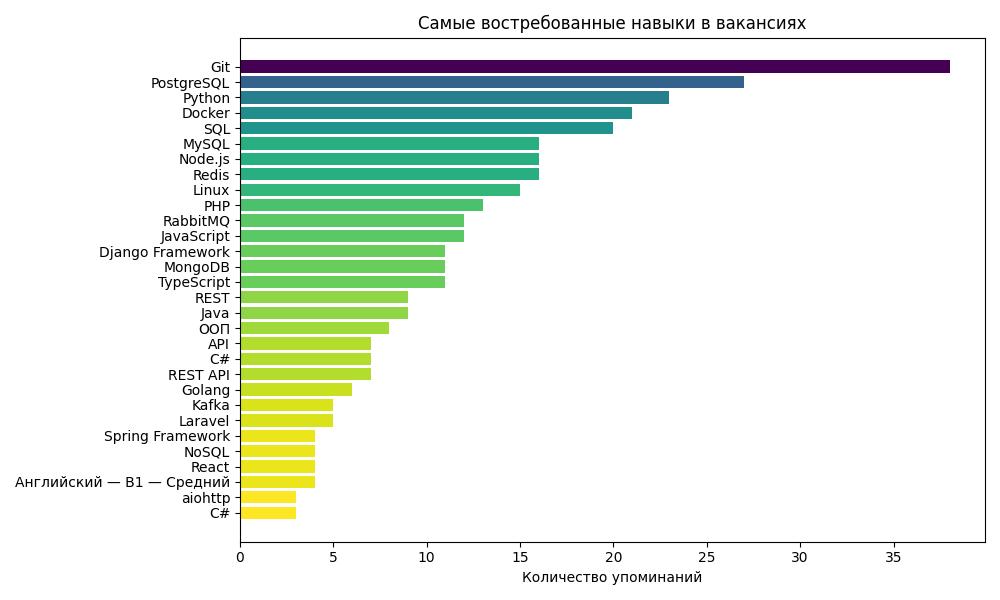 Самые востребованные навыки в вакансиях
Git
PostgreSQL
Python
Docker
SQL
MySQL
Node.js
Redis
Linux
PHP
RabbitMQ
JavaScript
Django Framework
MongoDB
TypeScript
REST
Java
ООП
API
C#
REST API
Golang
Kafka
Laravel
Spring Framework
NoSQL
React
Английский — B1 — Средний
aiohttp
С#
0 5 10 15 20 25 30 35
Количество упоминаний